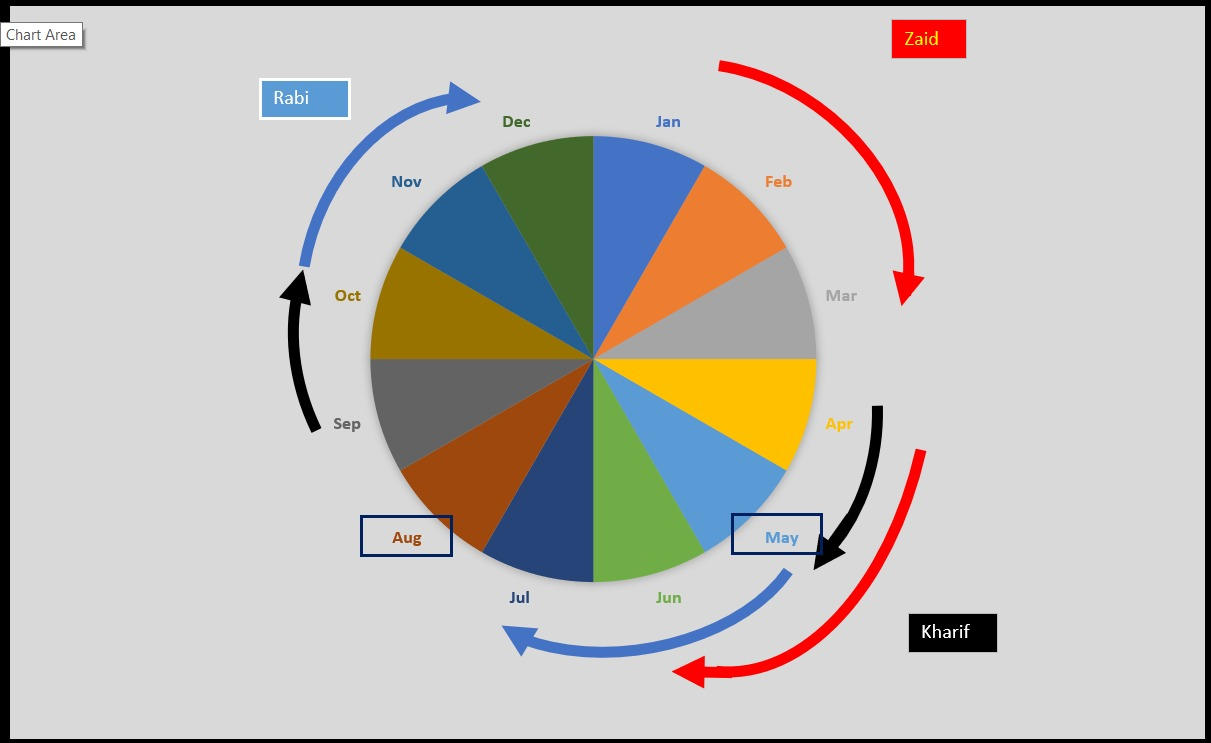 Chart Area
Zaid
Rabi
Dec
Jan
Nov
Feb
Oct
Mar
Sep
Apr
Aug
May
Jul
Jun
Kharif